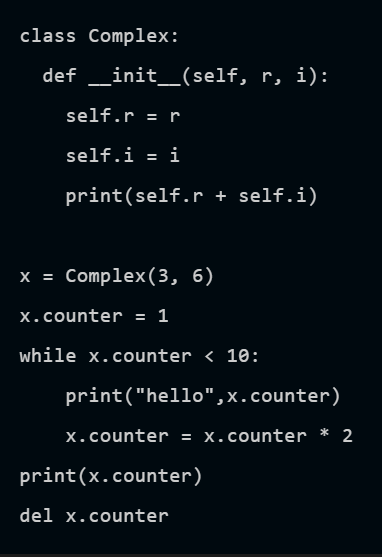 class Complex:
  def __init__(self, r, i):
    self.r = r
    self.i = i
    print(self.r + self.i)

x = Complex(3, 6)
x.counter = 1
while x.counter < 10:
    print("hello",x.counter)
    x.counter = x.counter * 2
print(x.counter)
del x.counter